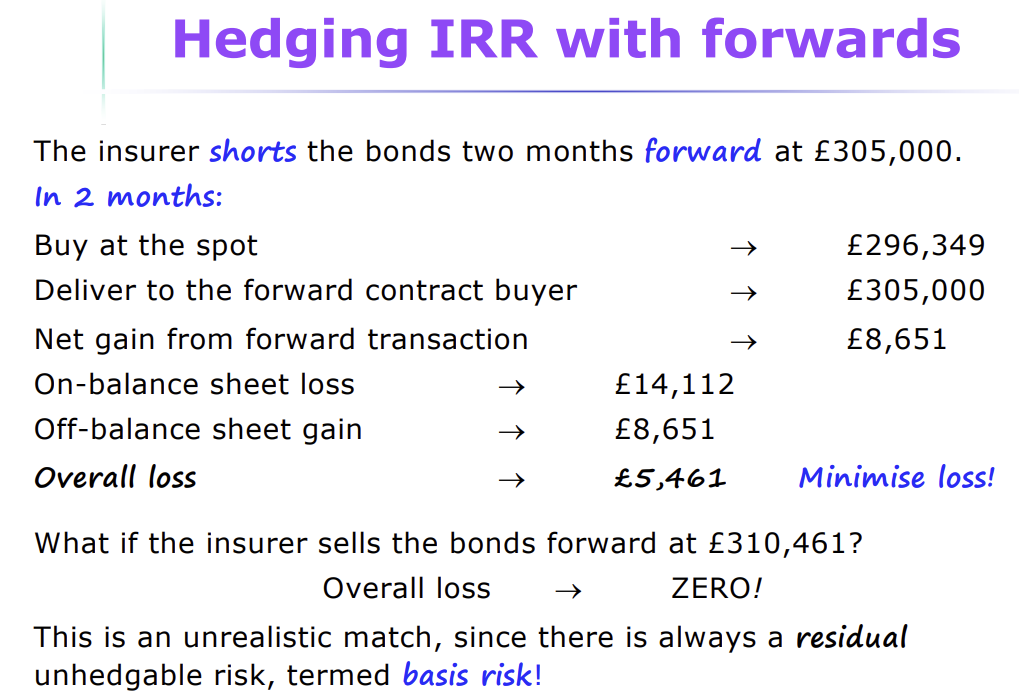 Hedging IRR with forwards
The insurer shorts the bonds two months forward at £305,000.
In 2 months:
Buy at the spot → £296,349
Deliver to the forward contract buyer → £305,000
Net gain from forward transaction → £8,651
On-balance sheet loss → £14,112
Off-balance sheet gain → £8,651
Overall loss → £5,461 Minimise loss!
What if the insurer sells the bonds forward at £310,461?
Overall loss → ZERO!
This is an unrealistic match, since there is always a residual
unhedgable risk, termed basis risk!